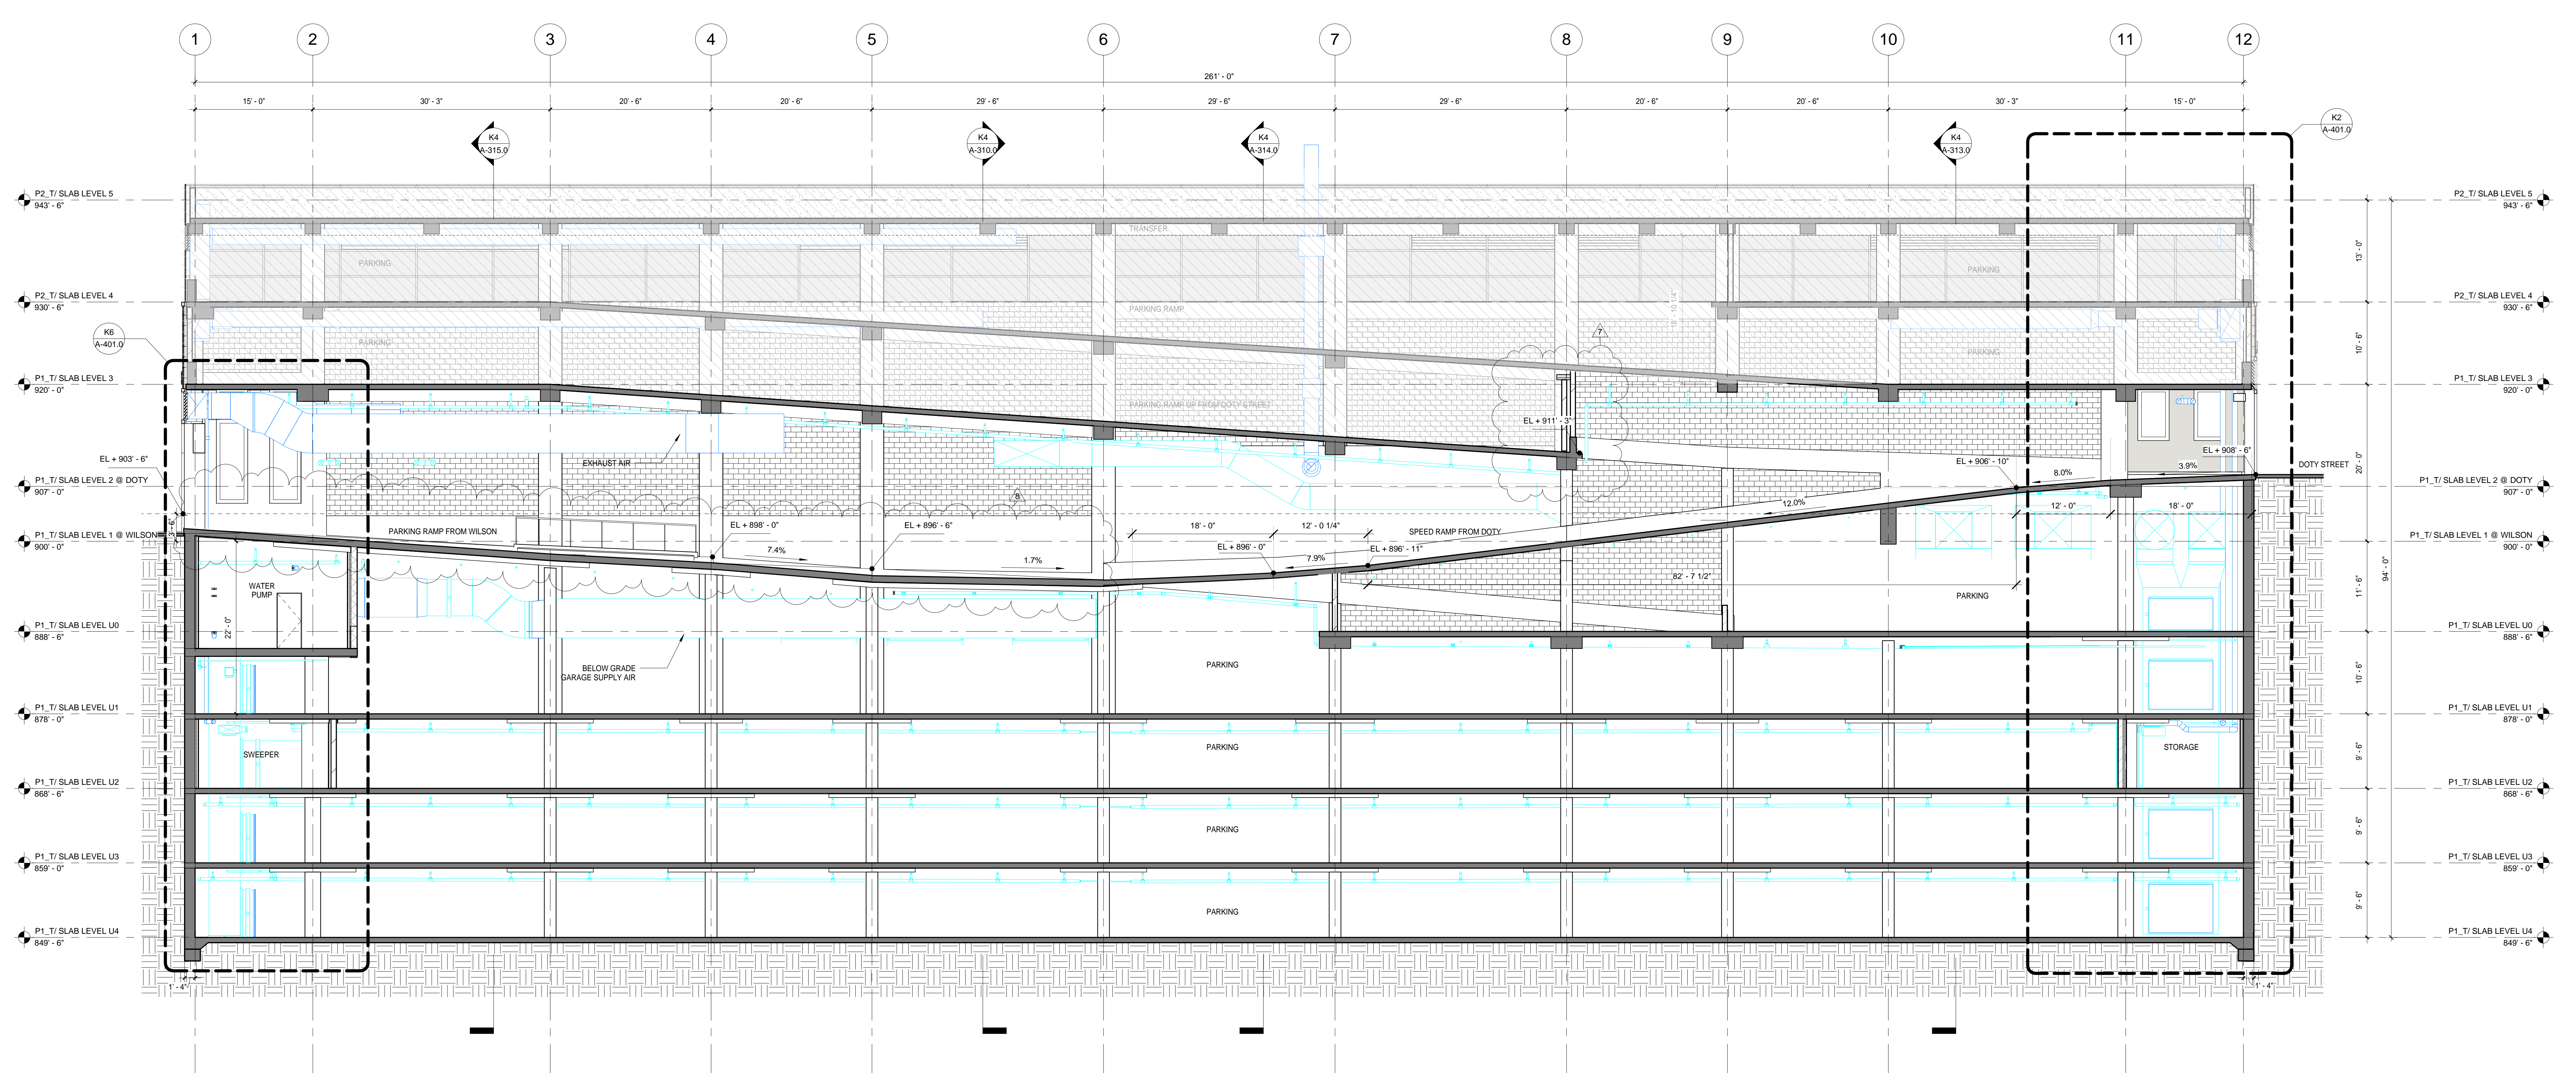 1 2 3 4 5 6 7 8 9 10 11 12
261' - 0"
15' - 0" 30' - 3" 20' - 6" 20' - 6" 29' - 6" 29' - 6" 29' - 6" 20' - 6" 20' - 6" 30' - 3" 15' - 0"
K2
A-401.0
K4
A-315.0
K4
A-310.0
K4
A-314.0
K4
A-313.0
P2_T/ SLAB LEVEL 5
943' - 6"
P2_T/ SLAB LEVEL 5
943' - 6"
TRANSFER
PARKING
PARKING
13' - 0"
P2_T/ SLAB LEVEL 4
930' - 6"
P2_T/ SLAB LEVEL 4
930' - 6"
PARKING RAMP
18' - 10 1/4"
K6
A-401.0
7
PARKING
PARKING
10' - 6"
P1_T/ SLAB LEVEL 3
920' - 0"
P1_T/ SLAB LEVEL 3
920' - 0"
PARKING RAMP UP FROM DOTY STREET
EL + 911' - 3"
EXHAUST AIR
EL + 903' - 6"
EL + 906' - 10"
EL + 908' - 6"
DOTY STREET
20' - 0"
3.9%
8.0%
P1_T/ SLAB LEVEL 2 @ DOTY
907' - 0"
P1_T/ SLAB LEVEL 2 @ DOTY
907' - 0"
8
12.0%
12' - 0"
18' - 0"
3' - 6"
PARKING RAMP FROM WILSON
EL + 898' - 0"
EL + 896' - 6"
18' - 0"
12' - 0 1/4"
SPEED RAMP FROM DOTY
P1_T/ SLAB LEVEL 1 @ WILSON
900' - 0"
P1_T/ SLAB LEVEL 1 @ WILSON
900' - 0"
7.4%
1.7%
EL + 896' - 0"
7.9%
EL + 896' - 11"
82' - 7 1/2"
94' - 0"
WATER
PUMP
PARKING
11' - 6"
22' - 0"
P1_T/ SLAB LEVEL U0
888' - 6"
P1_T/ SLAB LEVEL U0
888' - 6"
BELOW GRADE
GARAGE SUPPLY AIR
PARKING
10' - 6"
P1_T/ SLAB LEVEL U1
878' - 0"
P1_T/ SLAB LEVEL U1
878' - 0"
SWEEPER
PARKING
STORAGE
9' - 6"
P1_T/ SLAB LEVEL U2
868' - 6"
P1_T/ SLAB LEVEL U2
868' - 6"
PARKING
9' - 6"
P1_T/ SLAB LEVEL U3
859' - 0"
P1_T/ SLAB LEVEL U3
859' - 0"
PARKING
9' - 6"
P1_T/ SLAB LEVEL U4
849' - 6"
P1_T/ SLAB LEVEL U4
849' - 6"
1' - 4"
1' - 4"